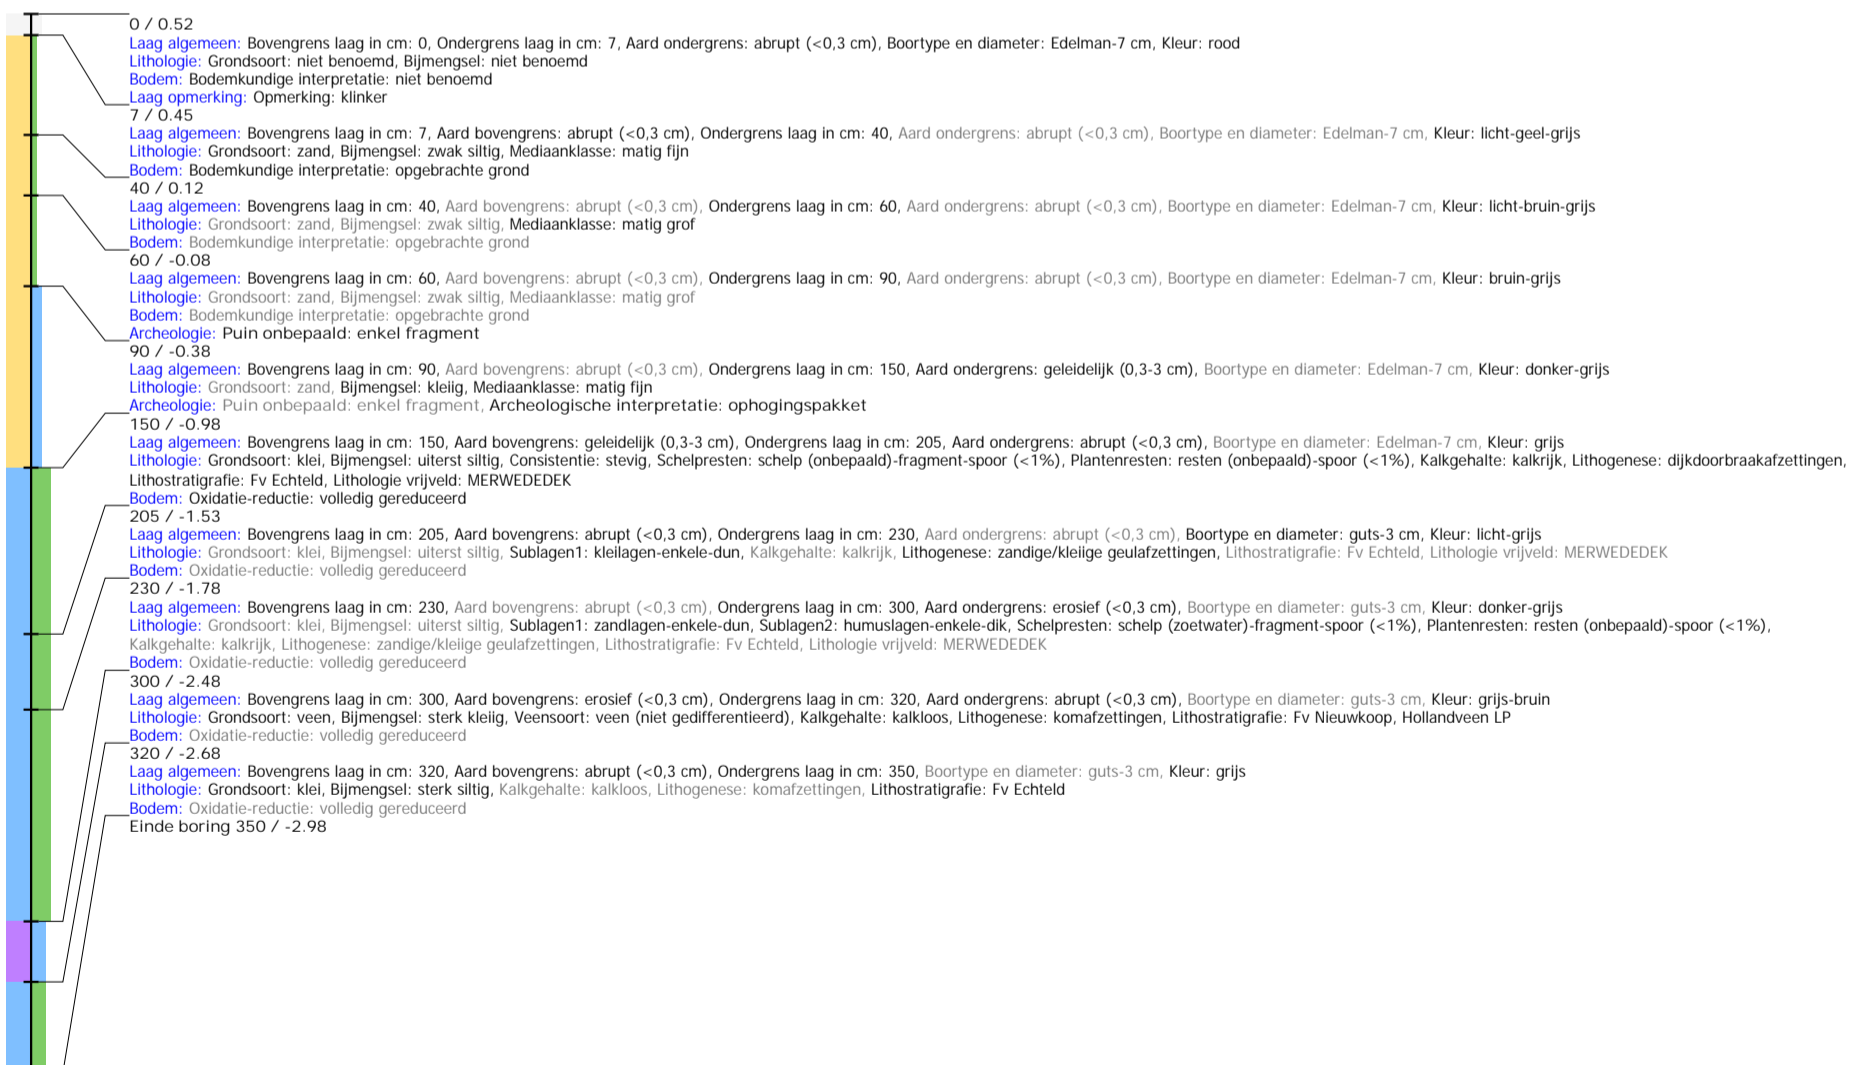 0 / 0.52
Laag algemeen: Bovengrens laag in cm: 0, Ondergrens laag in cm: 7, Aard ondergrens: abrupt (<0,3 cm), Boortype en diameter: Edelman-7 cm, Kleur: rood
Lithologie: Grondsoort: niet benoemd, Bijmengsel: niet benoemd
Bodem: Bodemkundige interpretatie: niet benoemd
Laag opmerking: Opmerking: klinker
7 / 0.45
Laag algemeen: Bovengrens laag in cm: 7, Aard bovengrens: abrupt (<0,3 cm), Ondergrens laag in cm: 40, Aard ondergrens: abrupt (<0,3 cm), Boortype en diameter: Edelman-7 cm, Kleur: licht-geel-grijs
Lithologie: Grondsoort: zand, Bijmengsel: zwak siltig, Mediaanklasse: matig fijn
Bodem: Bodemkundige interpretatie: opgebrachte grond
40 / 0.12
Laag algemeen: Bovengrens laag in cm: 40, Aard bovengrens: abrupt (<0,3 cm), Ondergrens laag in cm: 60, Aard ondergrens: abrupt (<0,3 cm), Boortype en diameter: Edelman-7 cm, Kleur: licht-bruin-grijs
Lithologie: Grondsoort: zand, Bijmengsel: zwak siltig, Mediaanklasse: matig grof
Bodem: Bodemkundige interpretatie: opgebrachte grond
60 / -0.08
Laag algemeen: Bovengrens laag in cm: 60, Aard bovengrens: abrupt (<0,3 cm), Ondergrens laag in cm: 90, Aard ondergrens: abrupt (<0,3 cm), Boortype en diameter: Edelman-7 cm, Kleur: bruin-grijs
Lithologie: Grondsoort: zand, Bijmengsel: zwak siltig, Mediaanklasse: matig grof
Bodem: Bodemkundige interpretatie: opgebrachte grond
Archeologie: Puin onbepaald: enkel fragment
90 / -0.38
Laag algemeen: Bovengrens laag in cm: 90, Aard bovengrens: abrupt (<0,3 cm), Ondergrens laag in cm: 150, Aard ondergrens: geleidelijk (0,3-3 cm), Boortype en diameter: Edelman-7 cm, Kleur: donker-grijs
Lithologie: Grondsoort: zand, Bijmengsel: kleiig, Mediaanklasse: matig fijn
Archeologie: Puin onbepaald: enkel fragment, Archeologische interpretatie: ophogingspakket
150 / -0.98
Laag algemeen: Bovengrens laag in cm: 150, Aard bovengrens: geleidelijk (0,3-3 cm), Ondergrens laag in cm: 205, Aard ondergrens: abrupt (<0,3 cm), Boortype en diameter: Edelman-7 cm, Kleur: grijs
Lithologie: Grondsoort: klei, Bijmengsel: uiterst siltig, Consistentie: stevig, Schelpresten: schelp (onbepaald)-fragment-spoor (<1%), Plantenresten: resten (onbepaald)-spoor (<1%), Kalkgehalte: kalkrijk, Lithogenese: dijkdoorbraakafzettingen,
Lithostratigrafie: Fv Echteld, Lithologie vrijveld: MERWEDEDEK
Bodem: Oxidatie-reductie: volledig gereduceerd
205 / -1.53
Laag algemeen: Bovengrens laag in cm: 205, Aard bovengrens: abrupt (<0,3 cm), Ondergrens laag in cm: 230, Aard ondergrens: abrupt (<0,3 cm), Boortype en diameter: guts-3 cm, Kleur: licht-grijs
Lithologie: Grondsoort: klei, Bijmengsel: uiterst siltig, Sublagen1: kleilagen-enkele-dun, Kalkgehalte: kalkrijk, Lithogenese: zandige/kleiige geulafzettingen, Lithostratigrafie: Fv Echteld, Lithologie vrijveld: MERWEDEDEK
Bodem: Oxidatie-reductie: volledig gereduceerd
230 / -1.78
Laag algemeen: Bovengrens laag in cm: 230, Aard bovengrens: abrupt (<0,3 cm), Ondergrens laag in cm: 300, Aard ondergrens: erosief (<0,3 cm), Boortype en diameter: guts-3 cm, Kleur: donker-grijs
Lithologie: Grondsoort: klei, Bijmengsel: uiterst siltig, Sublagen1: zandlagen-enkele-dun, Sublagen2: humuslagen-enkele-dik, Schelpresten: schelp (zoetwater)-fragment-spoor (<1%), Plantenresten: resten (onbepaald)-spoor (<1%),
Kalkgehalte: kalkrijk, Lithogenese: zandige/kleiige geulafzettingen, Lithostratigrafie: Fv Echteld, Lithologie vrijveld: MERWEDEDEK
Bodem: Oxidatie-reductie: volledig gereduceerd
300 / -2.48
Laag algemeen: Bovengrens laag in cm: 300, Aard bovengrens: erosief (<0,3 cm), Ondergrens laag in cm: 320, Aard ondergrens: abrupt (<0,3 cm), Boortype en diameter: guts-3 cm, Kleur: grijs-bruin
Lithologie: Grondsoort: veen, Bijmengsel: sterk kleiig, Veensoort: veen (niet gedifferentieerd), Kalkgehalte: kalkloos, Lithogenese: komafzettingen, Lithostratigrafie: Fv Nieuwkoop, Hollandveen LP
Bodem: Oxidatie-reductie: volledig gereduceerd
320 / -2.68
Laag algemeen: Bovengrens laag in cm: 320, Aard bovengrens: abrupt (<0,3 cm), Ondergrens laag in cm: 350, Boortype en diameter: guts-3 cm, Kleur: grijs
Lithologie: Grondsoort: klei, Bijmengsel: sterk siltig, Kalkgehalte: kalkloos, Lithogenese: komafzettingen, Lithostratigrafie: Fv Echteld
Bodem: Oxidatie-reductie: volledig gereduceerd
Einde boring 350 / -2.98